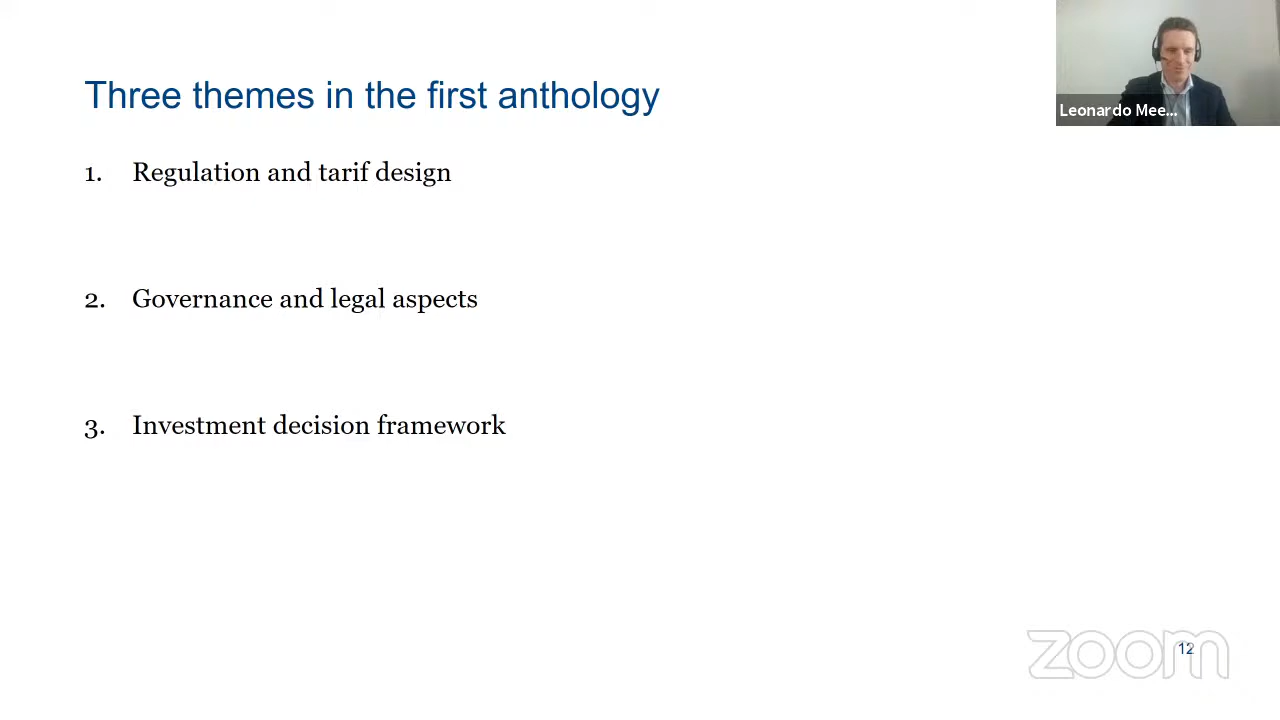 Three themes in the first anthology
Leonardo Mee...
1. Regulation and tarif design
2. Governance and legal aspects
3. Investment decision framework
zoom
12